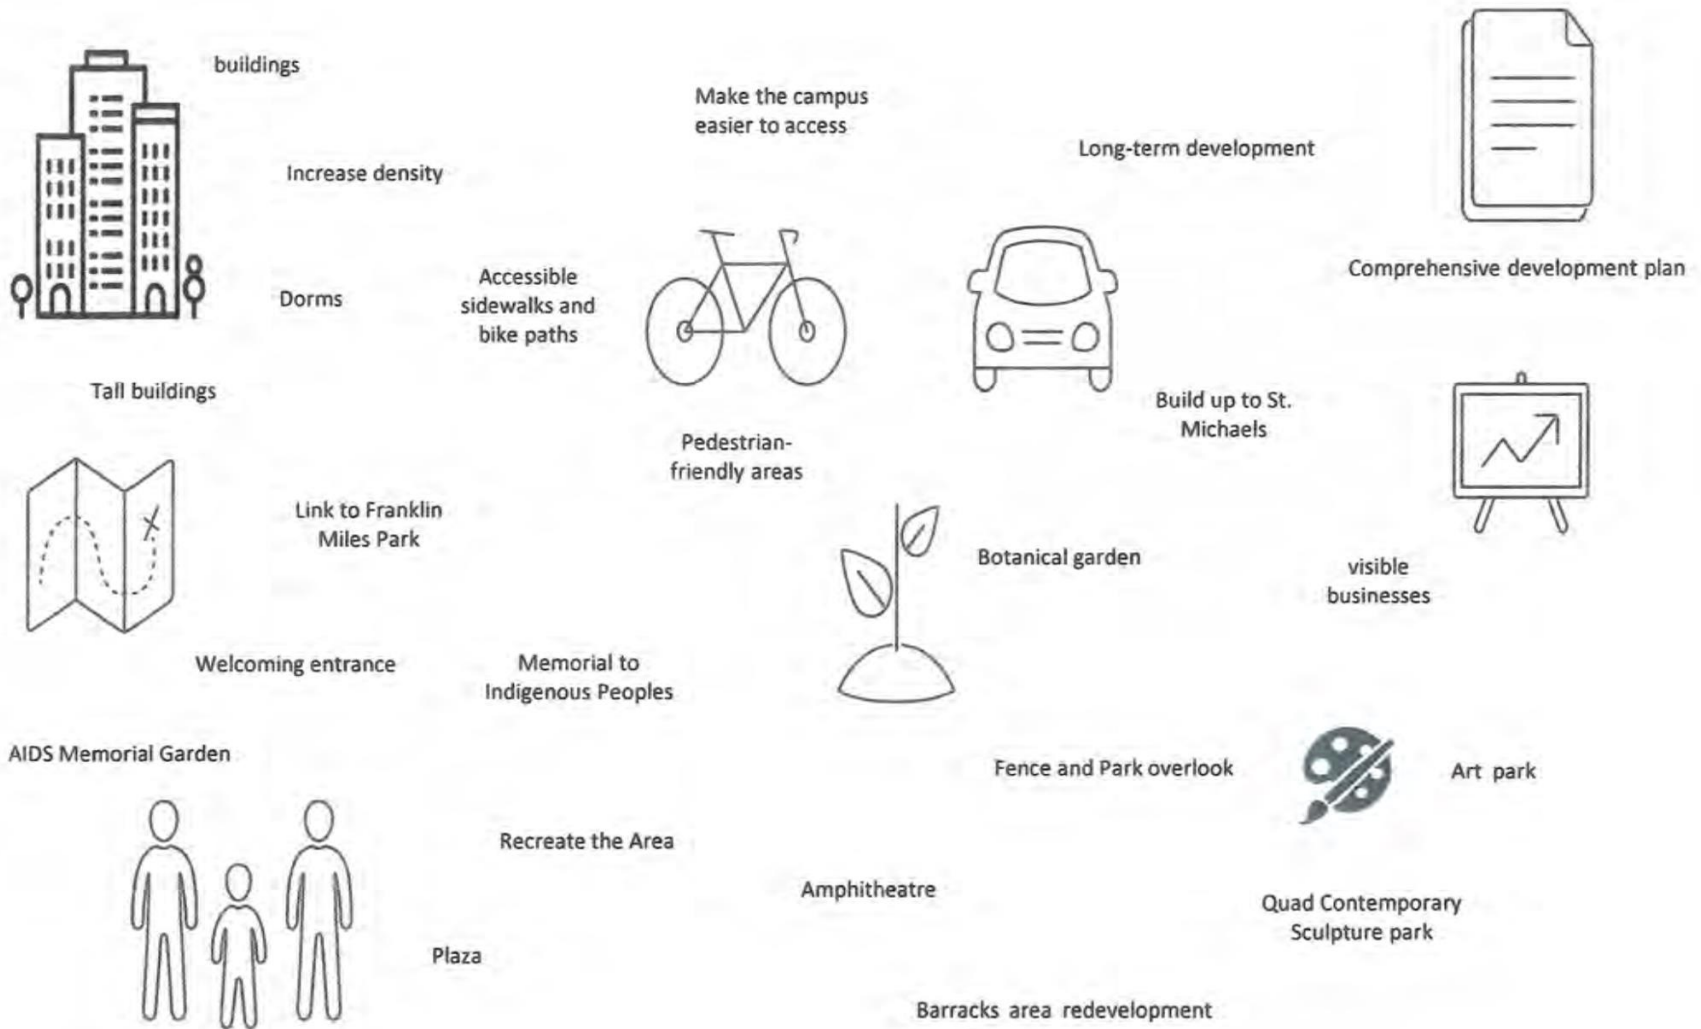 buildings
Make the campus
easier to access
Long-term development
Increase density
Comprehensive development plan
Accessible
sidewalks and
bike paths
Dorms
Tall buildings
Build up to St.
Michaels
Pedestrian-
friendly areas
Link to Franklin
Miles Park
Botanical garden
visible
businesses
Welcoming entrance
Memorial to
Indigenous Peoples
AIDS Memorial Garden
Fence and Park overlook
Art park
Recreate the Area
Amphitheatre
Quad Contemporary
Sculpture park
Plaza
Barracks area redevelopment